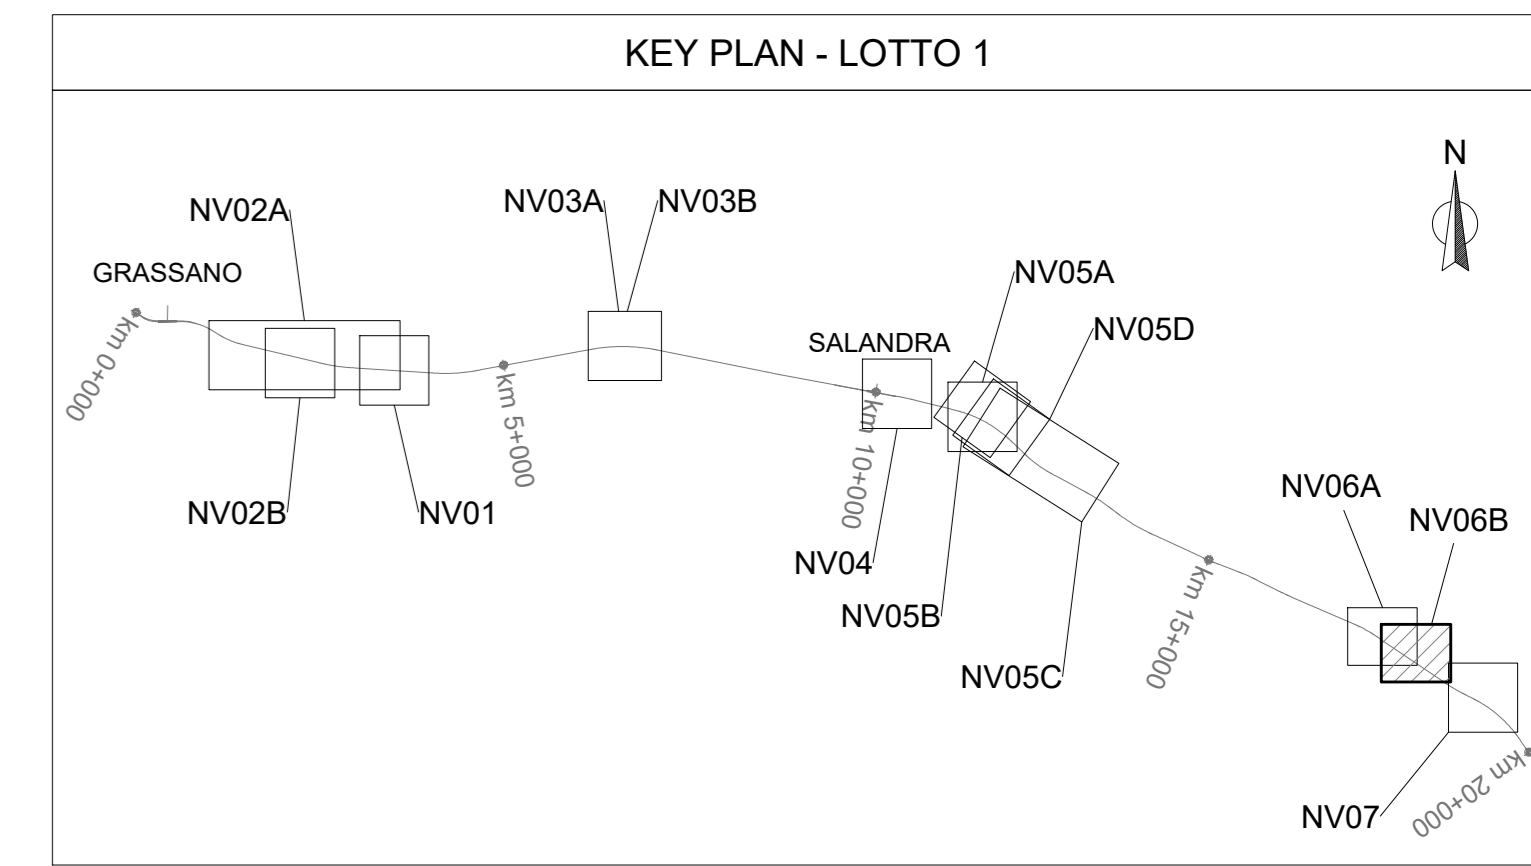 KEY PLAN - LOTTO 1
N
NV02A
NV03A
NV03B
GRASSANO
NV05A
NV05D
SALANDRA
km 0+000
km 5+000
km 10+000
NV02B
NV01
NV04
NV06A
NV06B
NV05B
km 15+000
NV05C
NV07
km 20+000